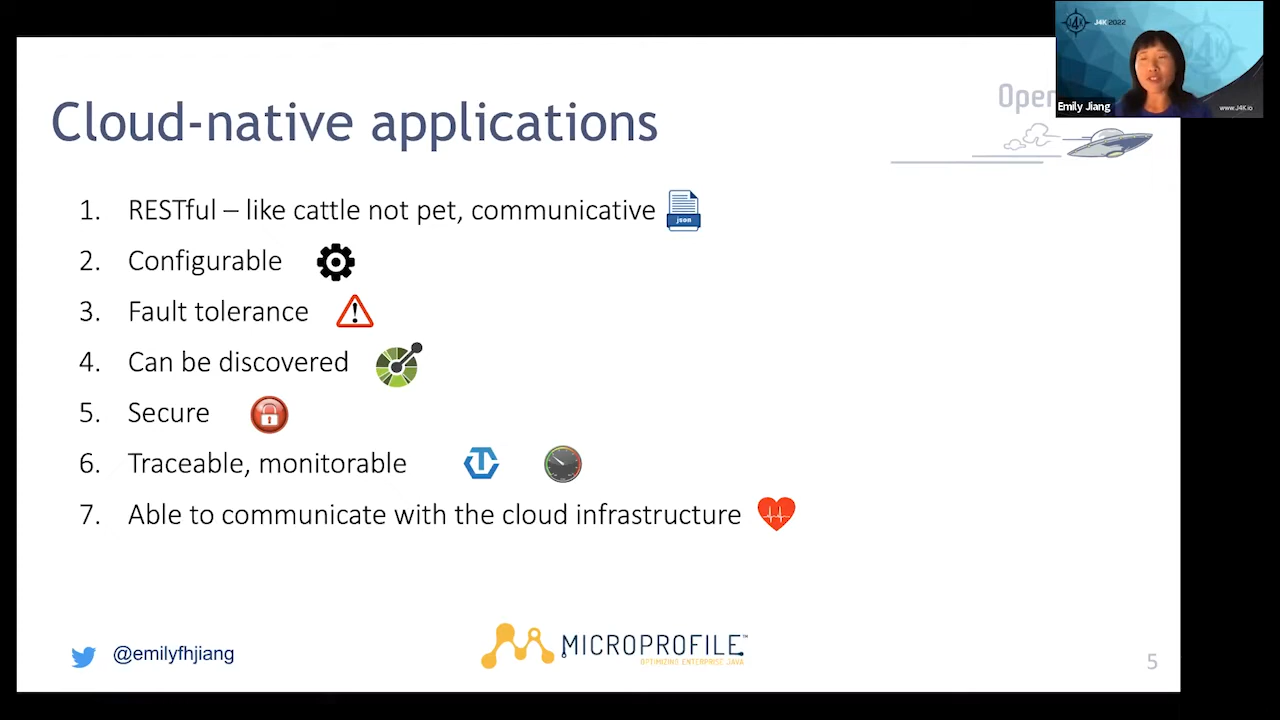 J4K 2022
Emily Jiang
www.J4K.io
Open
Cloud-native applications
1. RESTful – like cattle not pet, communicative
json
2. Configurable
3. Fault tolerance
4. Can be discovered
5. Secure
6. Traceable, monitorable
7. Able to communicate with the cloud infrastructure
@emilyfhjiang
MICROPROFILE™
OPTIMIZING ENTERPRISE JAVA
5